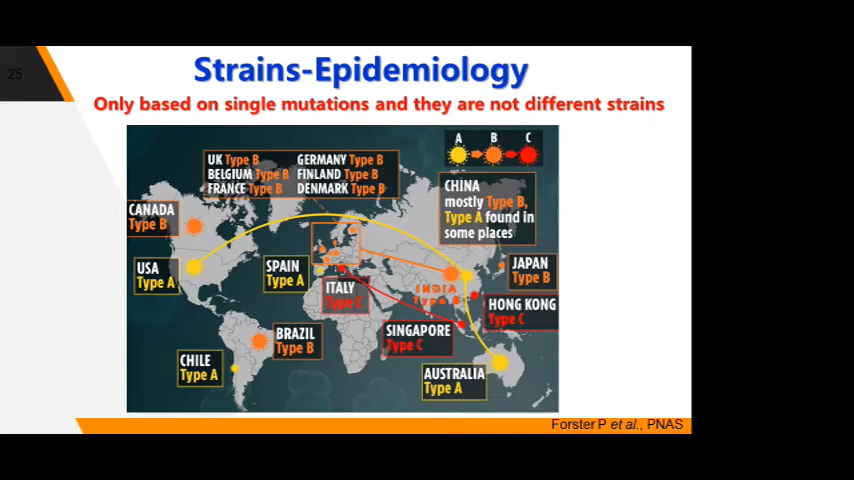 25
Strains-Epidemiology
Only based on single mutations and they are not different strains
A B C
UK Type B GERMANY Type B
BELGIUM Type B FINLAND Type B
FRANCE Type B DENMARK Type B
CHINA
mostly Type B,
Type A found in
some places
CANADA
Type B
USA
Type A
SPAIN
Type A
ITALY
Type C
INDIA
Type B
JAPAN
Type B
HONG KONG
Type C
SINGAPORE
Type C
BRAZIL
Type B
CHILE
Type A
AUSTRALIA
Type A
Forster P et al., PNAS